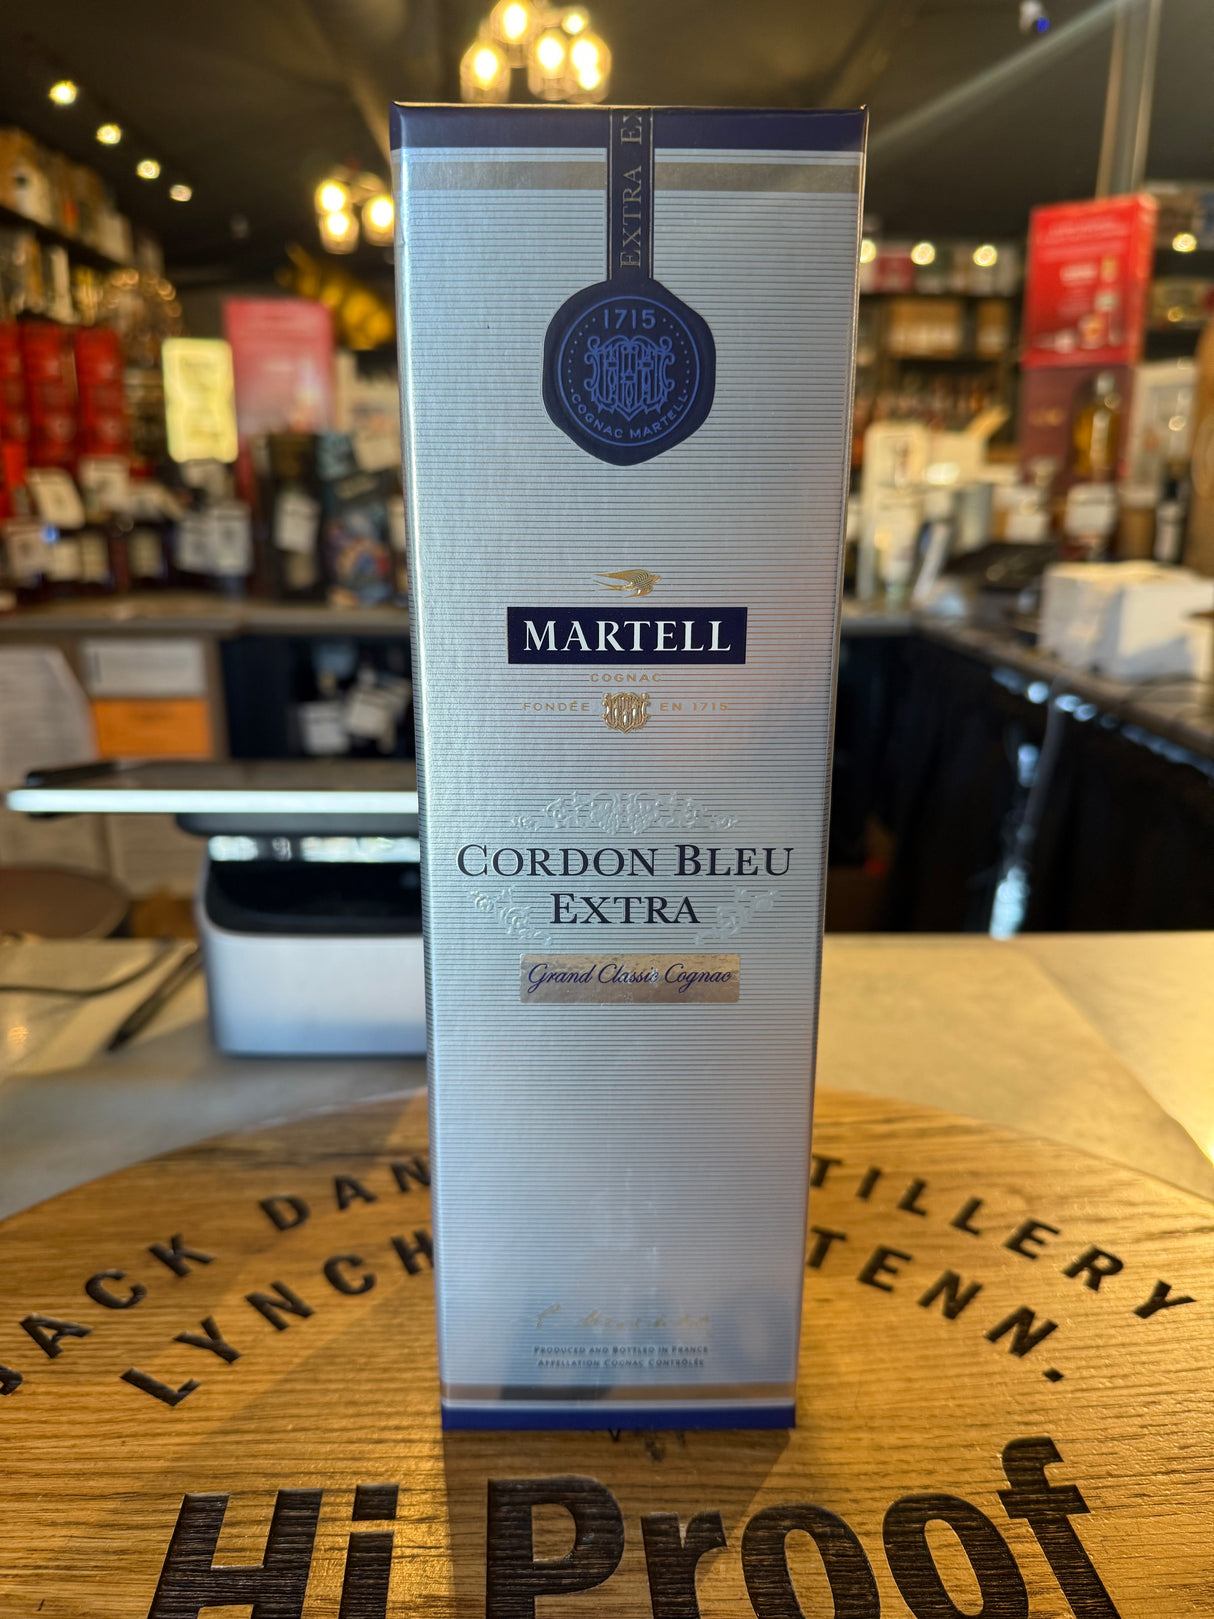 EXTRA EX
1715
COGNAC MARTELL
MARTELL
COGNAC
FONDÉE EN 1715
CORDON BLEU
EXTRA
Grand Classic Cognac
PRODUCED AND BOTTLED IN FRANCE
APPELLATION COGNAC CONTRÔLÉE
JACK DAN TILLERY
LYNCH TENN.
Hi Proof